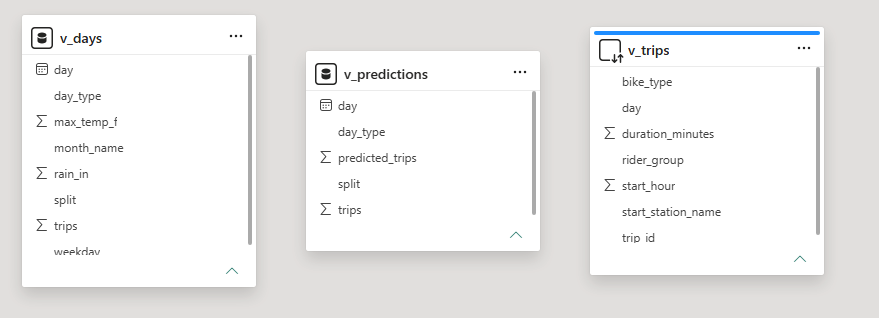 v_days
day
day_type
max_temp_f
month_name
rain_in
split
trips
weekday
v_predictions
day
day_type
predicted_trips
split
trips
v_trips
bike_type
day
duration_minutes
rider_group
start_hour
start_station_name
trip_id